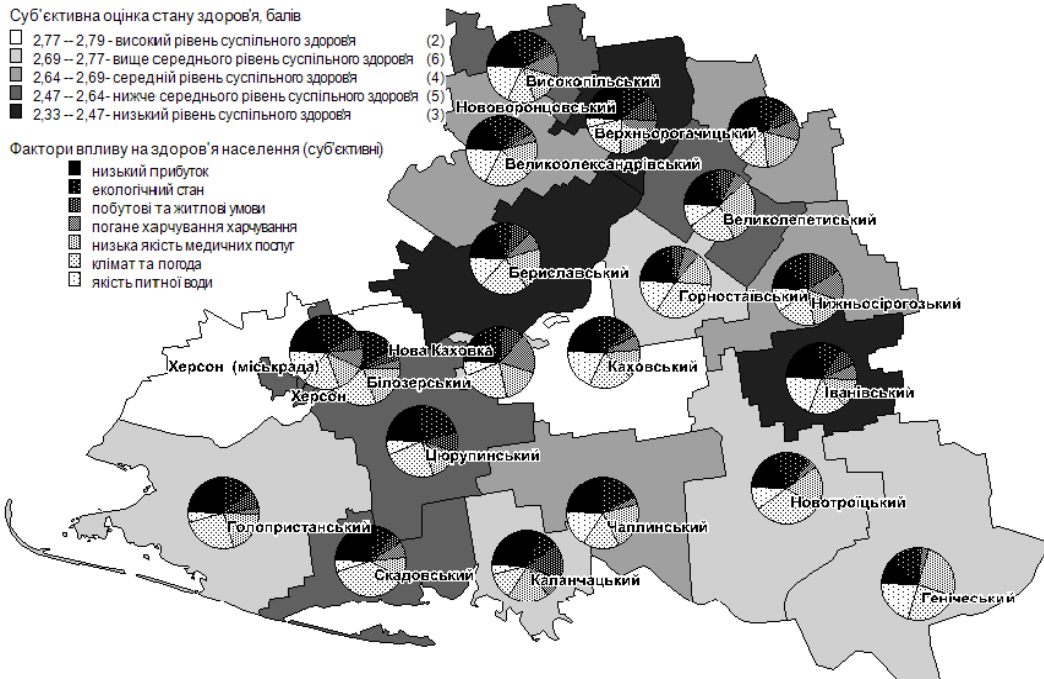 Суб'єктивна оцінка стану здоров'я, балів
2,77 -- 2,79- високий рівень суспільного здоров'я (2)
2,69 -- 2,77- вище середнього рівень суспільного здоров'я (6)
2,64 -- 2,69- середній рівень суспільного здоров'я (4)
2,47 -- 2,64- нижче середнього рівень суспільного здоров'я (5)
2,33 -- 2,47- низький рівень суспільного здоров'я (3)
Фактори впливу на здоров'я населення (суб'єктивні)
низький прибуток
екологічний стан
побутові та житлові умови
погане харчування харчування
низька якість медичних послуг
клімат та погода
якість питної води
Високопільський
Нововоронцовський
Верхньорогачицький
Великоолександрівський
Великолепетиський
Бериславський
Горностаївський
Нижньосірогозький
Нова Каховка
Херсон (міськрада)
Каховський
Білозерський
Херсон
Іванівський
Цюрупинський
Новотроїцький
Голопристанський
Чаплинський
Скадовський
Каланчацький
Генічеський